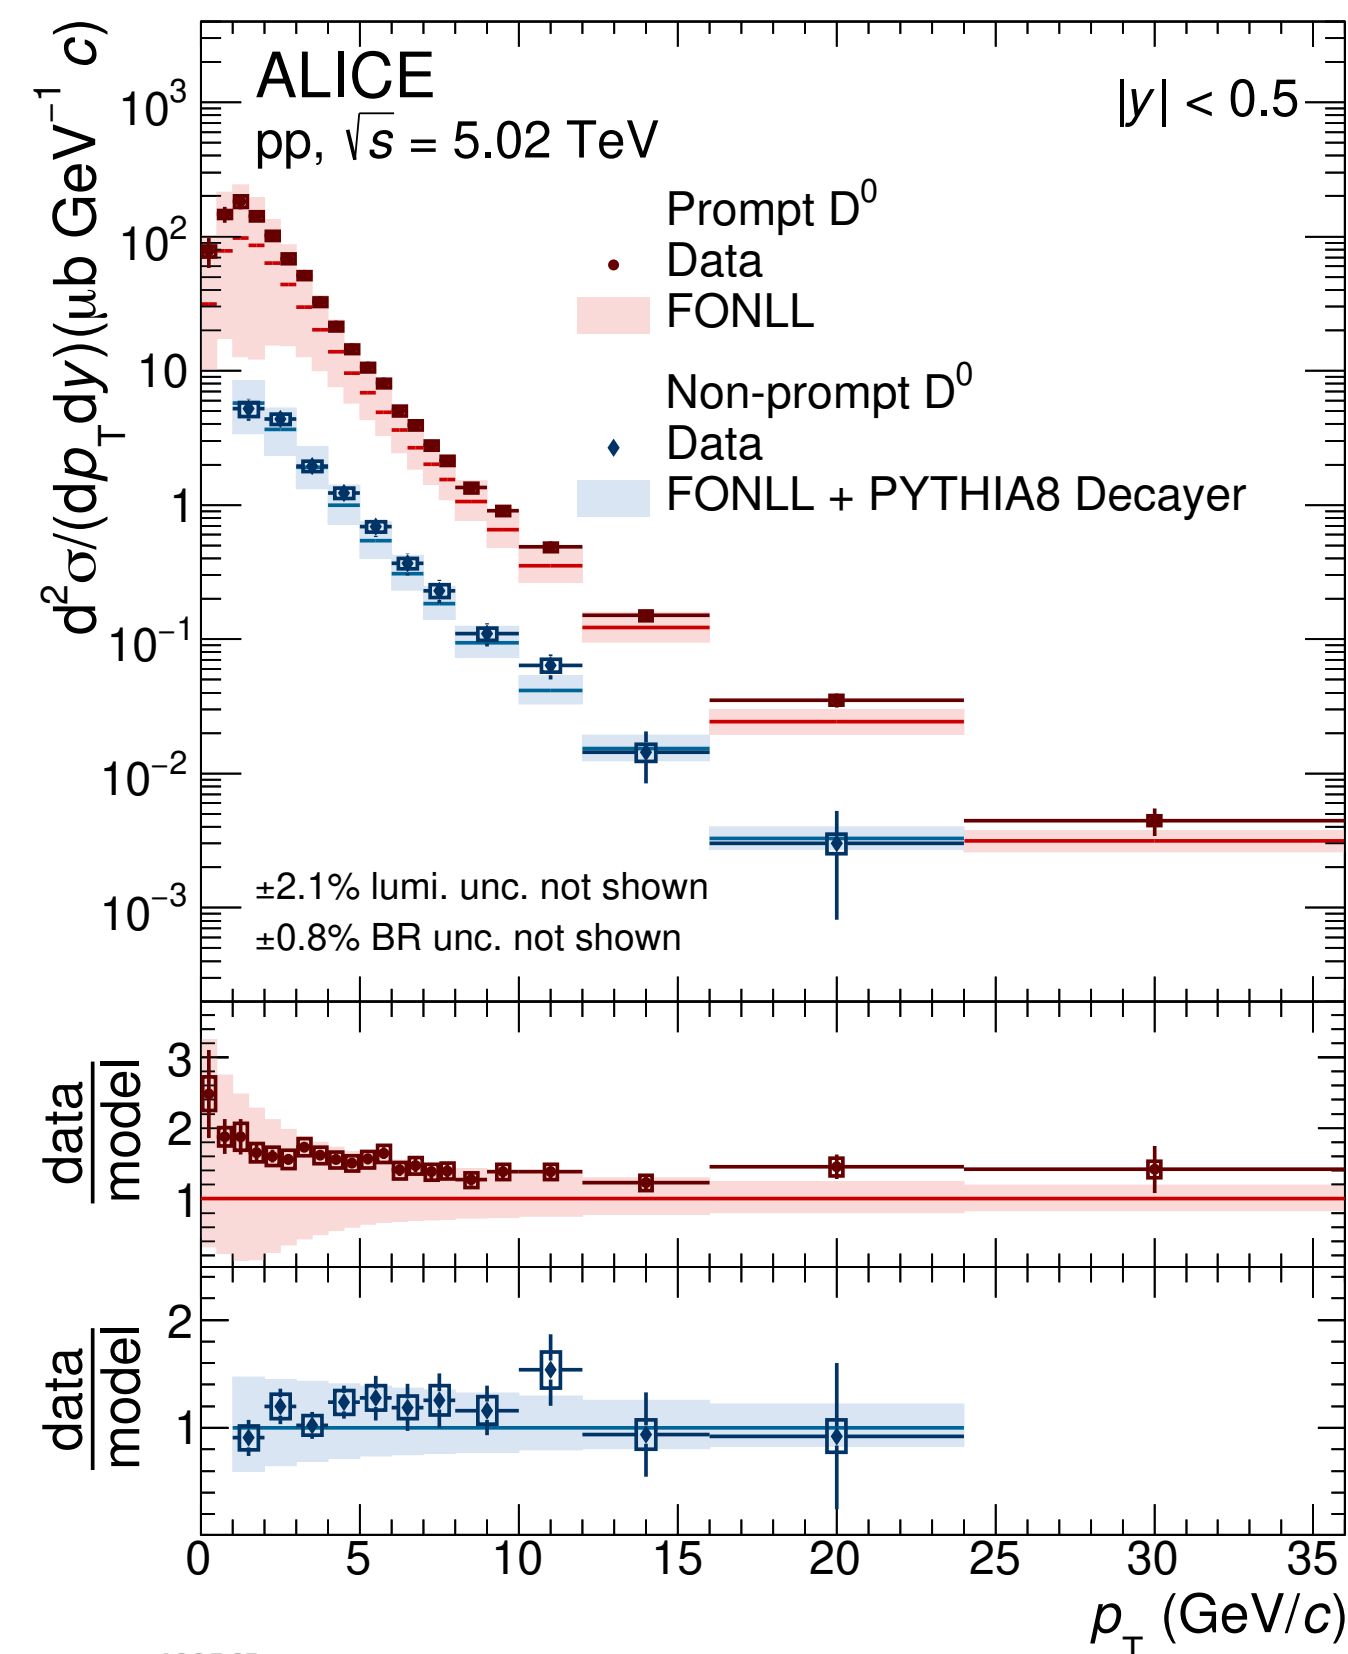 ALICE
pp, √s = 5.02 TeV
|y| < 0.5
Prompt D⁰
Data
FONLL
Non-prompt D⁰
Data
FONLL + PYTHIA8 Decayer
±2.1% lumi. unc. not shown
±0.8% BR unc. not shown
d²σ/(dp_T dy)(μb GeV⁻¹ c)
10³
10²
10
1
10⁻¹
10⁻²
10⁻³
data
model
3
2
1
data
model
2
1
0 5 10 15 20 25 30 35
p_T (GeV/c)